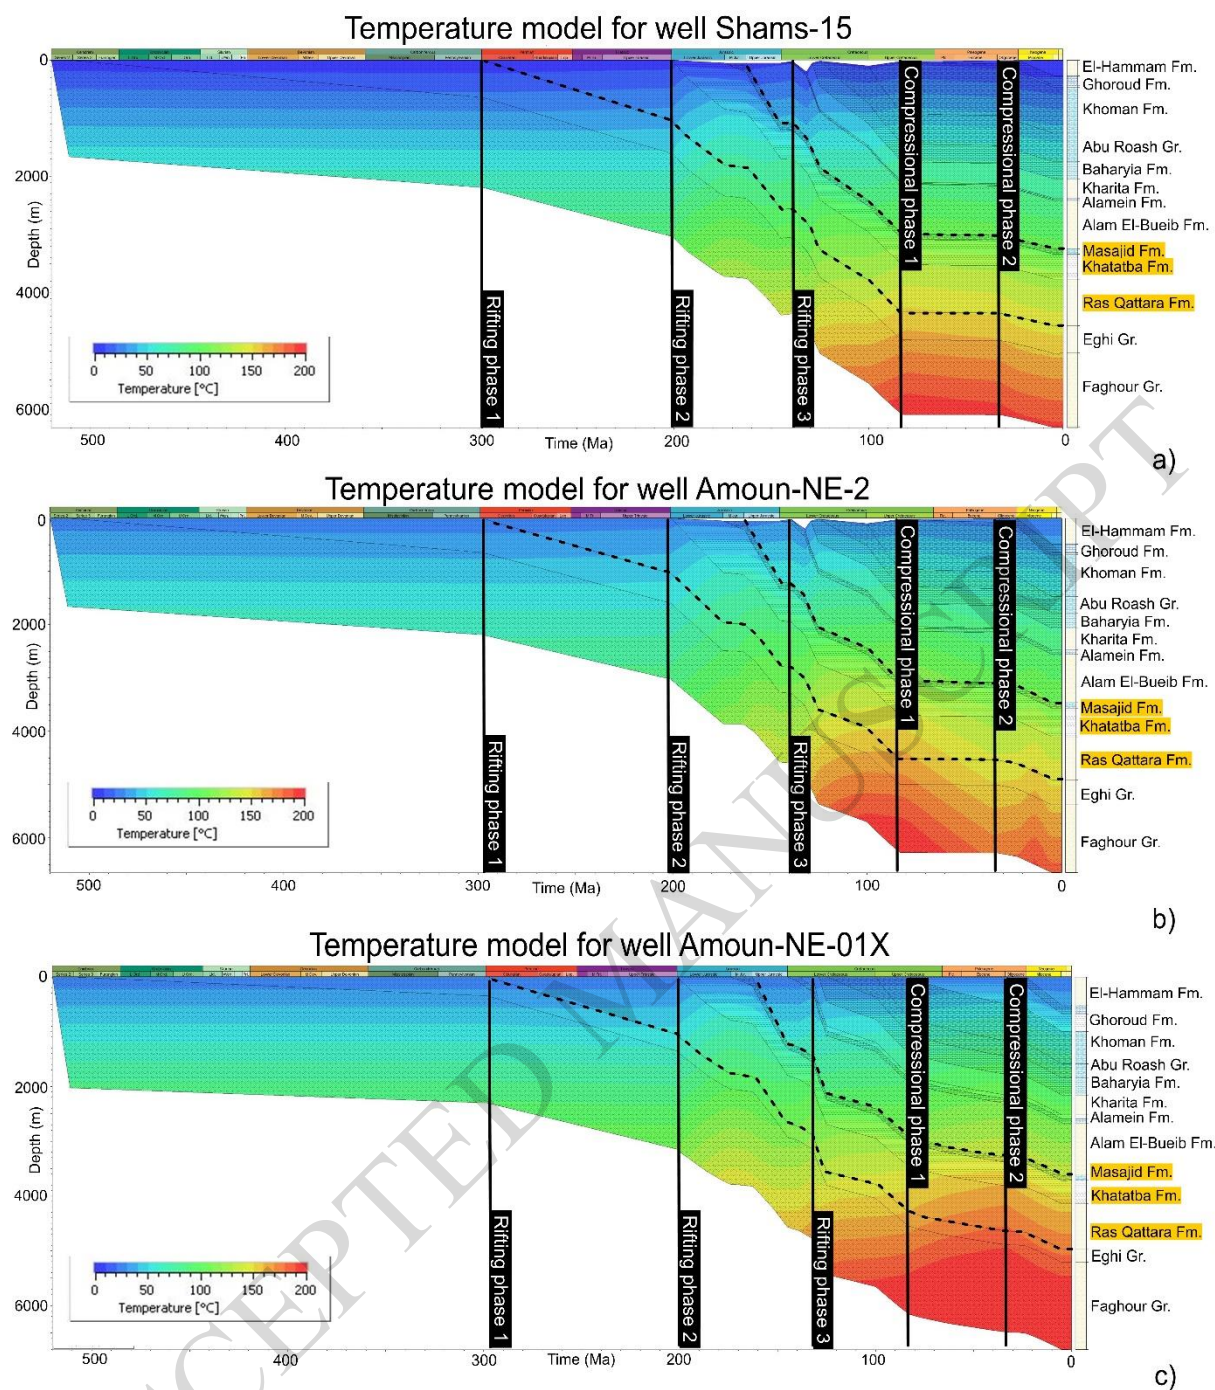 Temperature model for well Shams-15
0
2000
4000
6000
Depth (m)
El-Hammam Fm.
Ghoroud Fm.
Khoman Fm.
Abu Roash Gr.
Baharyia Fm.
Kharita Fm.
Alamein Fm.
Alam El-Bueib Fm.
Masajid Fm.
Khatatba Fm.
Ras Qattara Fm.
Eghi Gr.
Faghour Gr.
Rifting phase 1
Rifting phase 2
Rifting phase 3
Compressional phase 1
Compressional phase 2
0 50 100 150 200
Temperature [°C]
500 400 300 200 100 0
Time (Ma)
a)
Temperature model for well Amoun-NE-2
0
2000
4000
6000
Depth (m)
El-Hammam Fm.
Ghoroud Fm.
Khoman Fm.
Abu Roash Gr.
Baharyia Fm.
Kharita Fm.
Alamein Fm.
Alam El-Bueib Fm.
Masajid Fm.
Khatatba Fm.
Ras Qattara Fm.
Eghi Gr.
Faghour Gr.
Rifting phase 1
Rifting phase 2
Rifting phase 3
Compressional phase 1
Compressional phase 2
0 50 100 150 200
Temperature [°C]
500 400 300 200 100 0
Time (Ma)
b)
Temperature model for well Amoun-NE-01X
0
2000
4000
6000
Depth (m)
El-Hammam Fm.
Ghoroud Fm.
Khoman Fm.
Abu Roash Gr.
Baharyia Fm.
Kharita Fm.
Alamein Fm.
Alam El-Bueib Fm.
Masajid Fm.
Khatatba Fm.
Ras Qattara Fm.
Eghi Gr.
Faghour Gr.
Rifting phase 1
Rifting phase 2
Rifting phase 3
Compressional phase 1
Compressional phase 2
0 50 100 150 200
Temperature [°C]
500 400 300 200 100 0
Time (Ma)
c)
CEPTED MANUSCRIPT